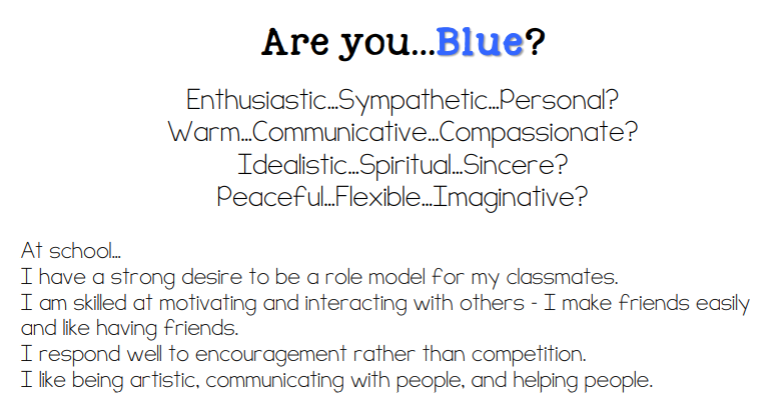 Are you...Blue?
Enthusiastic...Sympathetic...Personal?
Warm...Communicative...Compassionate?
Idealistic...Spiritual...Sincere?
Peaceful...Flexible...Imaginative?
At school...
I have a strong desire to be a role model for my classmates.
I am skilled at motivating and interacting with others - I make friends easily
and like having friends.
I respond well to encouragement rather than competition.
I like being artistic, communicating with people, and helping people.